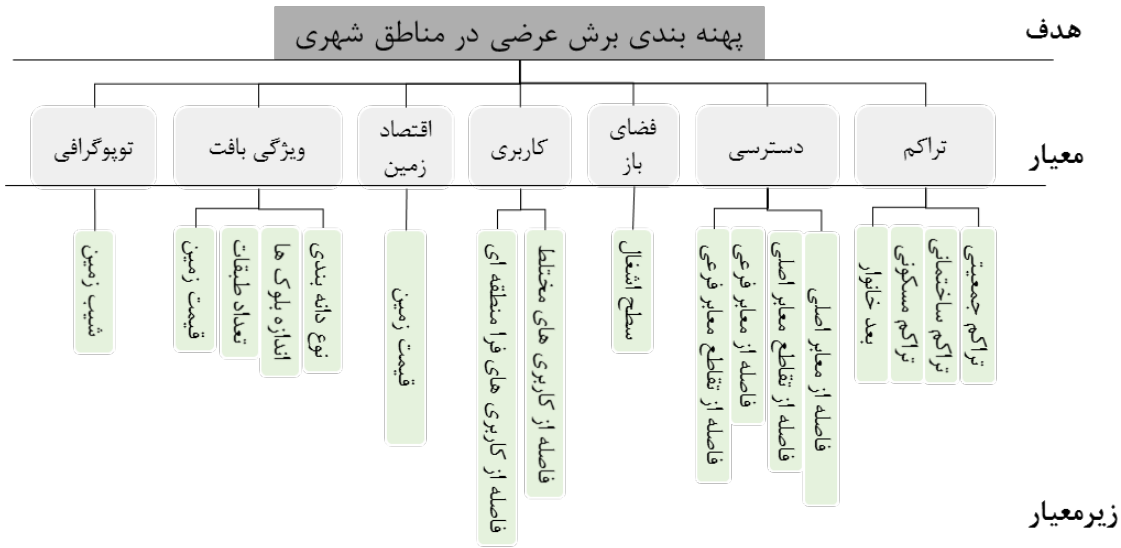 هدف
پهنه بندی برش عرضی در مناطق شهری
معیار
تراکم
دسترسی
فضای
باز
کاربری
اقتصاد
زمین
ویژگی بافت
توپوگرافی
زیرمعیار
تراکم جمعیتی
تراکم ساختمانی
تراکم مسکونی
بعد خانوار
فاصله از معابر اصلی
فاصله از تقاطع معابر اصلی
فاصله از معابر فرعی
فاصله از تقاطع معابر فرعی
سطح اشغال
فاصله از کاربری های مختلط
فاصله از کاربری های فرا منطقه ای
قیمت زمین
نوع دانه بندی
اندازه بلوک ها
تعداد طبقات
قیمت زمین
شیب زمین